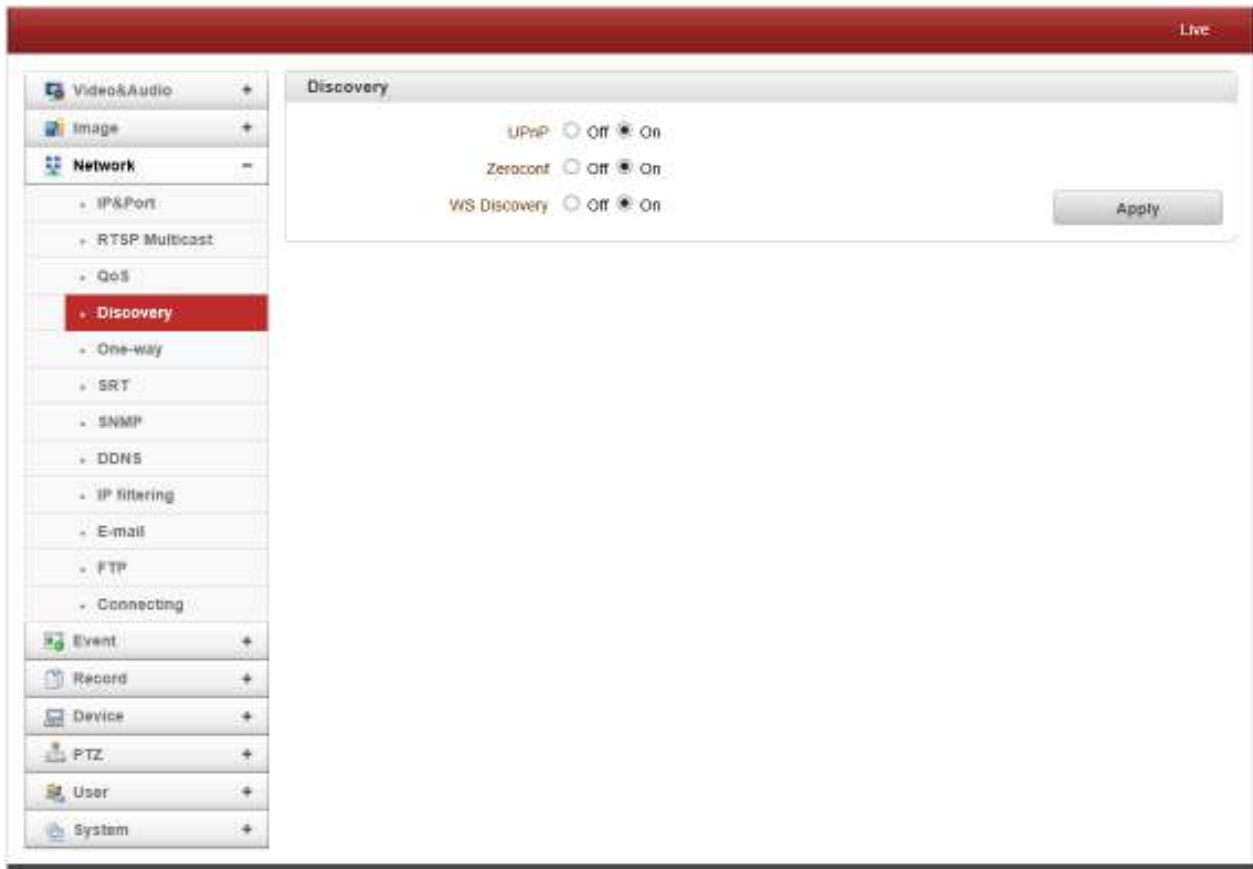 Live
Video&Audio +
Image +
Network -
IP&Port
RTSP Multicast
QoS
Discovery
One-way
SRT
SNMP
DDNS
IP filtering
E-mail
FTP
Connecting
Event +
Record +
Device +
PTZ +
User +
System +
Discovery
UPnP Off On
Zeroconf Off On
WS Discovery Off On
Apply